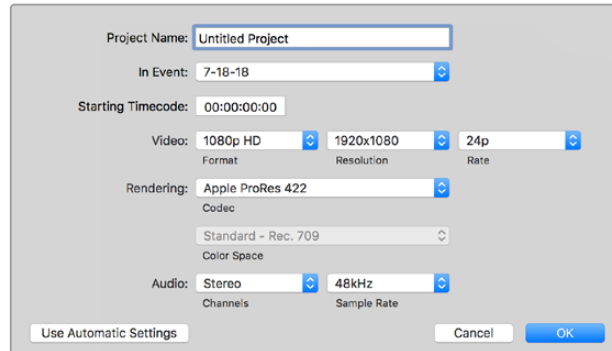 Project Name: Untitled Project
In Event: 7-18-18
Starting Timecode: 00:00:00:00
Video: 1080p HD 1920x1080 24p
Format Resolution Rate
Rendering: Apple ProRes 422
Codec
Standard - Rec. 709
Color Space
Audio: Stereo 48kHz
Channels Sample Rate
Use Automatic Settings Cancel OK